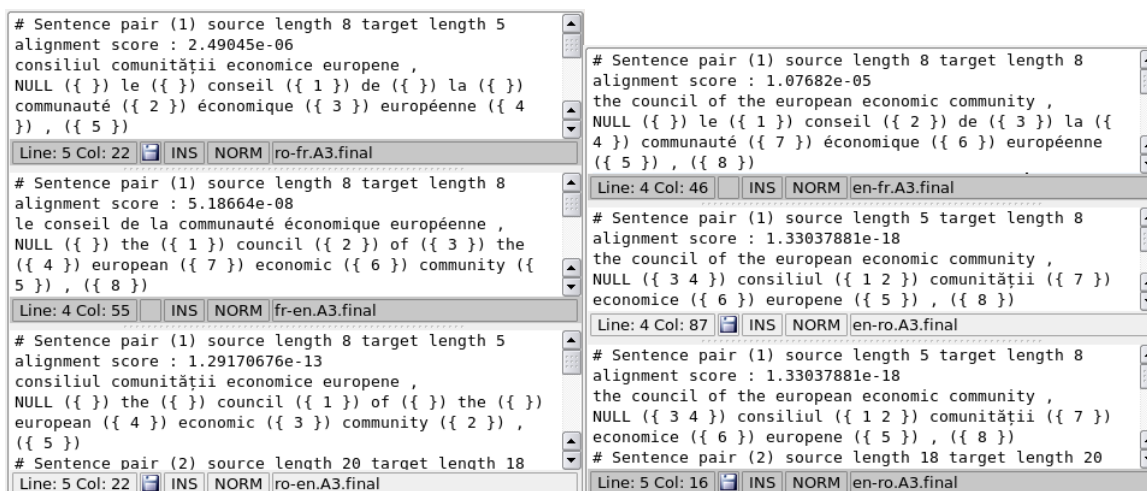 # Sentence pair (1) source length 8 target length 5
alignment score : 2.49045e-06
consiliul comunității economice europene ,
NULL ({ }) le ({ }) conseil ({ 1 }) de ({ }) la ({ })
communauté ({ 2 }) économique ({ 3 }) européenne ({ 4
}) , ({ 5 })
Line: 5 Col: 22 INS NORM ro-fr.A3.final
# Sentence pair (1) source length 8 target length 8
alignment score : 5.18664e-08
le conseil de la communauté économique européenne ,
NULL ({ }) the ({ 1 }) council ({ 2 }) of ({ 3 }) the
({ 4 }) european ({ 7 }) economic ({ 6 }) community ({
5 }) , ({ 8 })
Line: 4 Col: 55 INS NORM fr-en.A3.final
# Sentence pair (1) source length 8 target length 5
alignment score : 1.29170676e-13
consiliul comunității economice europene ,
NULL ({ }) the ({ }) council ({ 1 }) of ({ }) the ({ })
european ({ 4 }) economic ({ 3 }) community ({ 2 }) ,
({ 5 })
# Sentence pair (2) source length 20 target length 18
Line: 5 Col: 22 INS NORM ro-en.A3.final
# Sentence pair (1) source length 8 target length 8
alignment score : 1.07682e-05
the council of the european economic community ,
NULL ({ }) le ({ 1 }) conseil ({ 2 }) de ({ 3 }) la ({
4 }) communauté ({ 7 }) économique ({ 6 }) européenne
({ 5 }) , ({ 8 })
Line: 4 Col: 46 INS NORM en-fr.A3.final
# Sentence pair (1) source length 5 target length 8
alignment score : 1.33037881e-18
the council of the european economic community ,
NULL ({ 3 4 }) consiliul ({ 1 2 }) comunității ({ 7 })
economice ({ 6 }) europene ({ 5 }) , ({ 8 })
Line: 4 Col: 87 INS NORM en-ro.A3.final
# Sentence pair (1) source length 5 target length 8
alignment score : 1.33037881e-18
the council of the european economic community ,
NULL ({ 3 4 }) consiliul ({ 1 2 }) comunității ({ 7 })
economice ({ 6 }) europene ({ 5 }) , ({ 8 })
# Sentence pair (2) source length 18 target length 20
Line: 5 Col: 16 INS NORM en-ro.A3.final